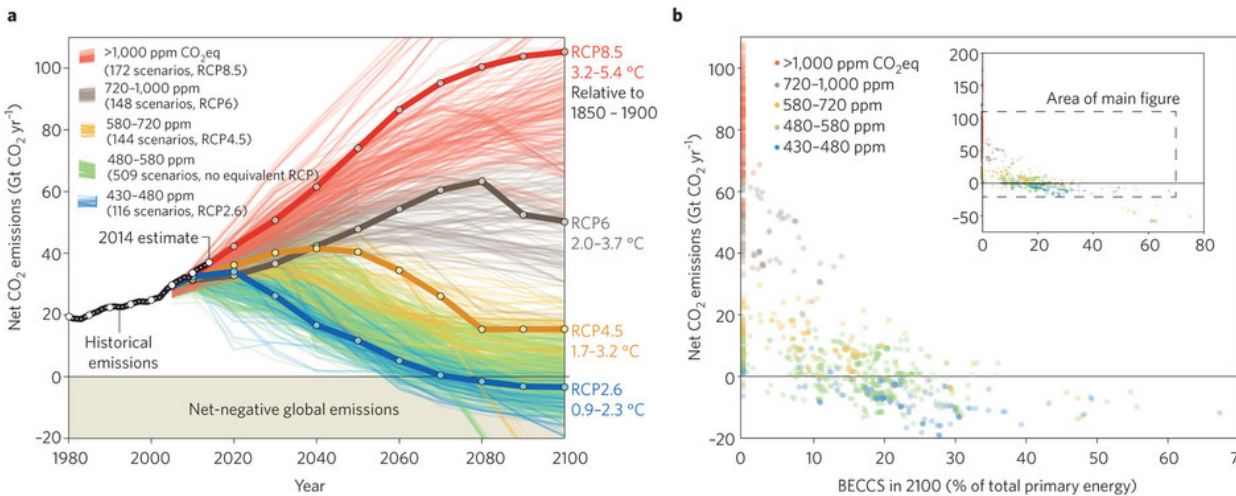 a
Net CO2 emissions (Gt CO2 yr−1)
100
80
60
40
20
0
−20
>1,000 ppm CO2eq
(172 scenarios, RCP8.5)
720–1,000 ppm
(148 scenarios, RCP6)
580–720 ppm
(144 scenarios, RCP4.5)
480–580 ppm
(509 scenarios, no equivalent RCP)
430–480 ppm
(116 scenarios, RCP2.6)
2014 estimate
Historical
emissions
Net-negative global emissions
RCP8.5
3.2–5.4 °C
Relative to
1850 – 1900
RCP6
2.0–3.7 °C
RCP4.5
1.7–3.2 °C
RCP2.6
0.9–2.3 °C
1980 2000 2020 2040 2060 2080 2100
Year
b
Net CO2 emissions (Gt CO2 yr−1)
100
80
60
40
20
0
−20
>1,000 ppm CO2eq
720–1,000 ppm
580–720 ppm
480–580 ppm
430–480 ppm
200
150
100
50
0
−50
Area of main figure
0 20 40 60 80
0 10 20 30 40 50 60
BECCS in 2100 (% of total primary energy)